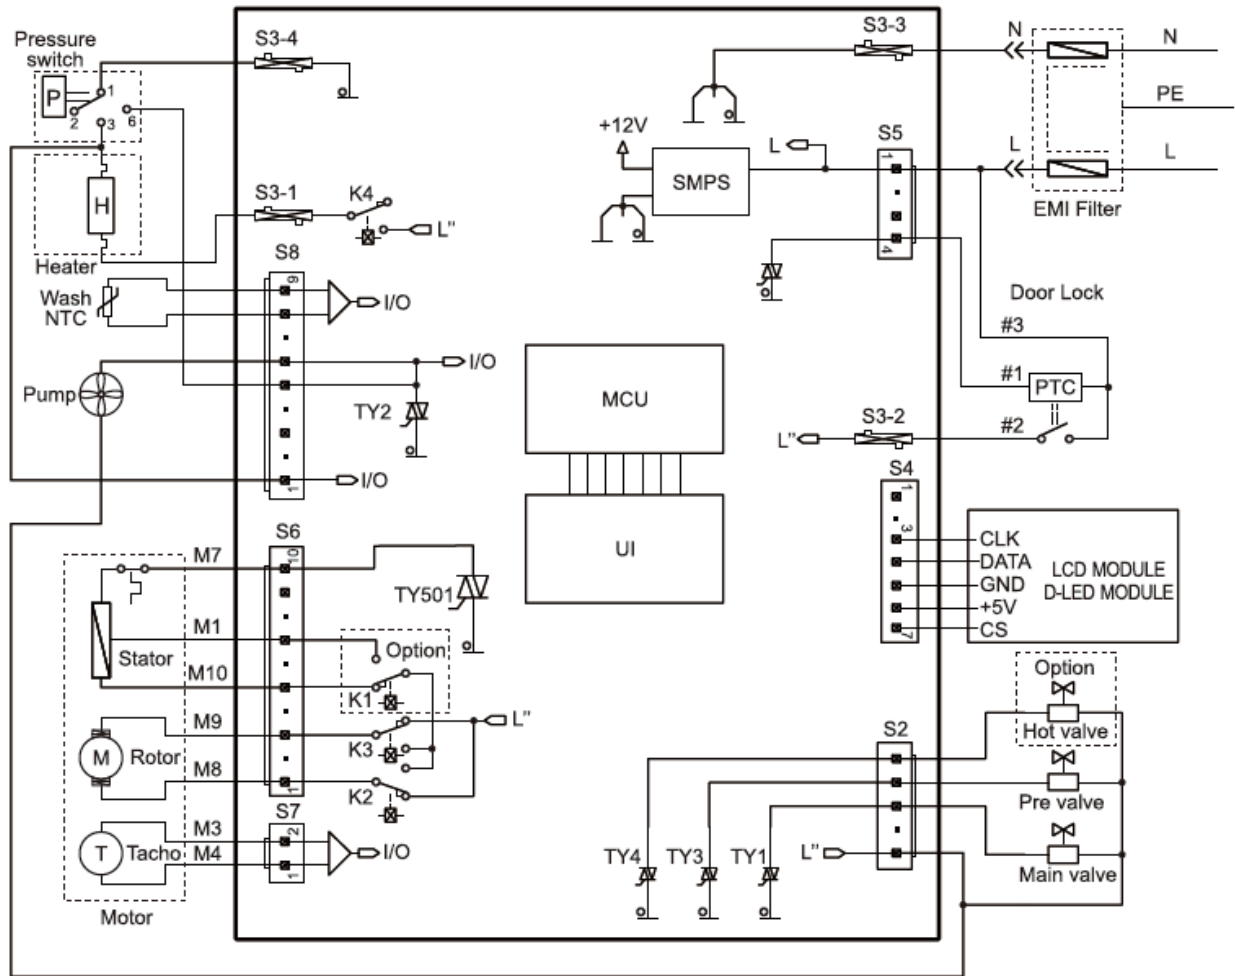 Pressure
switch
P
1
2
3
6
S3-4
S3-3
N
N
PE
L
L
EMI Filter
+12V
SMPS
L
S5
1
4
H
Heater
S3-1
K4
L"
S8
9
Wash
NTC
I/O
I/O
Pump
TY2
I/O
1
MCU
UI
Door Lock
#3
#1
PTC
#2
S3-2
L"
S4
1
3
7
CLK
DATA
GND
+5V
CS
LCD MODULE
D-LED MODULE
S6
10
M7
TY501
M1
Stator
Option
M10
K1
M9
M
Rotor
K3
L"
M8
1
K2
S7
2
M3
T
Tacho
M4
1
I/O
Motor
Option
Hot valve
S2
Pre valve
Main valve
L"
TY4
TY3
TY1